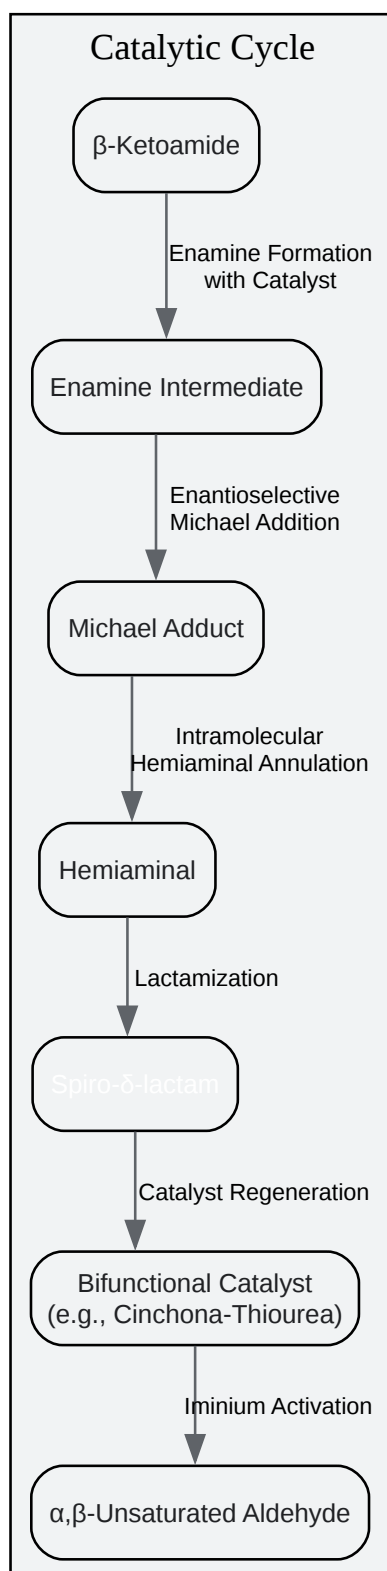 Catalytic Cycle
β-Ketoamide
Enamine Formation
with Catalyst
Enamine Intermediate
Enantioselective
Michael Addition
Michael Adduct
Intramolecular
Hemiaminal Annulation
Hemiaminal
Lactamization
Spiro-δ-lactam
Catalyst Regeneration
Bifunctional Catalyst
(e.g., Cinchona-Thiourea)
Iminium Activation
α,β-Unsaturated Aldehyde